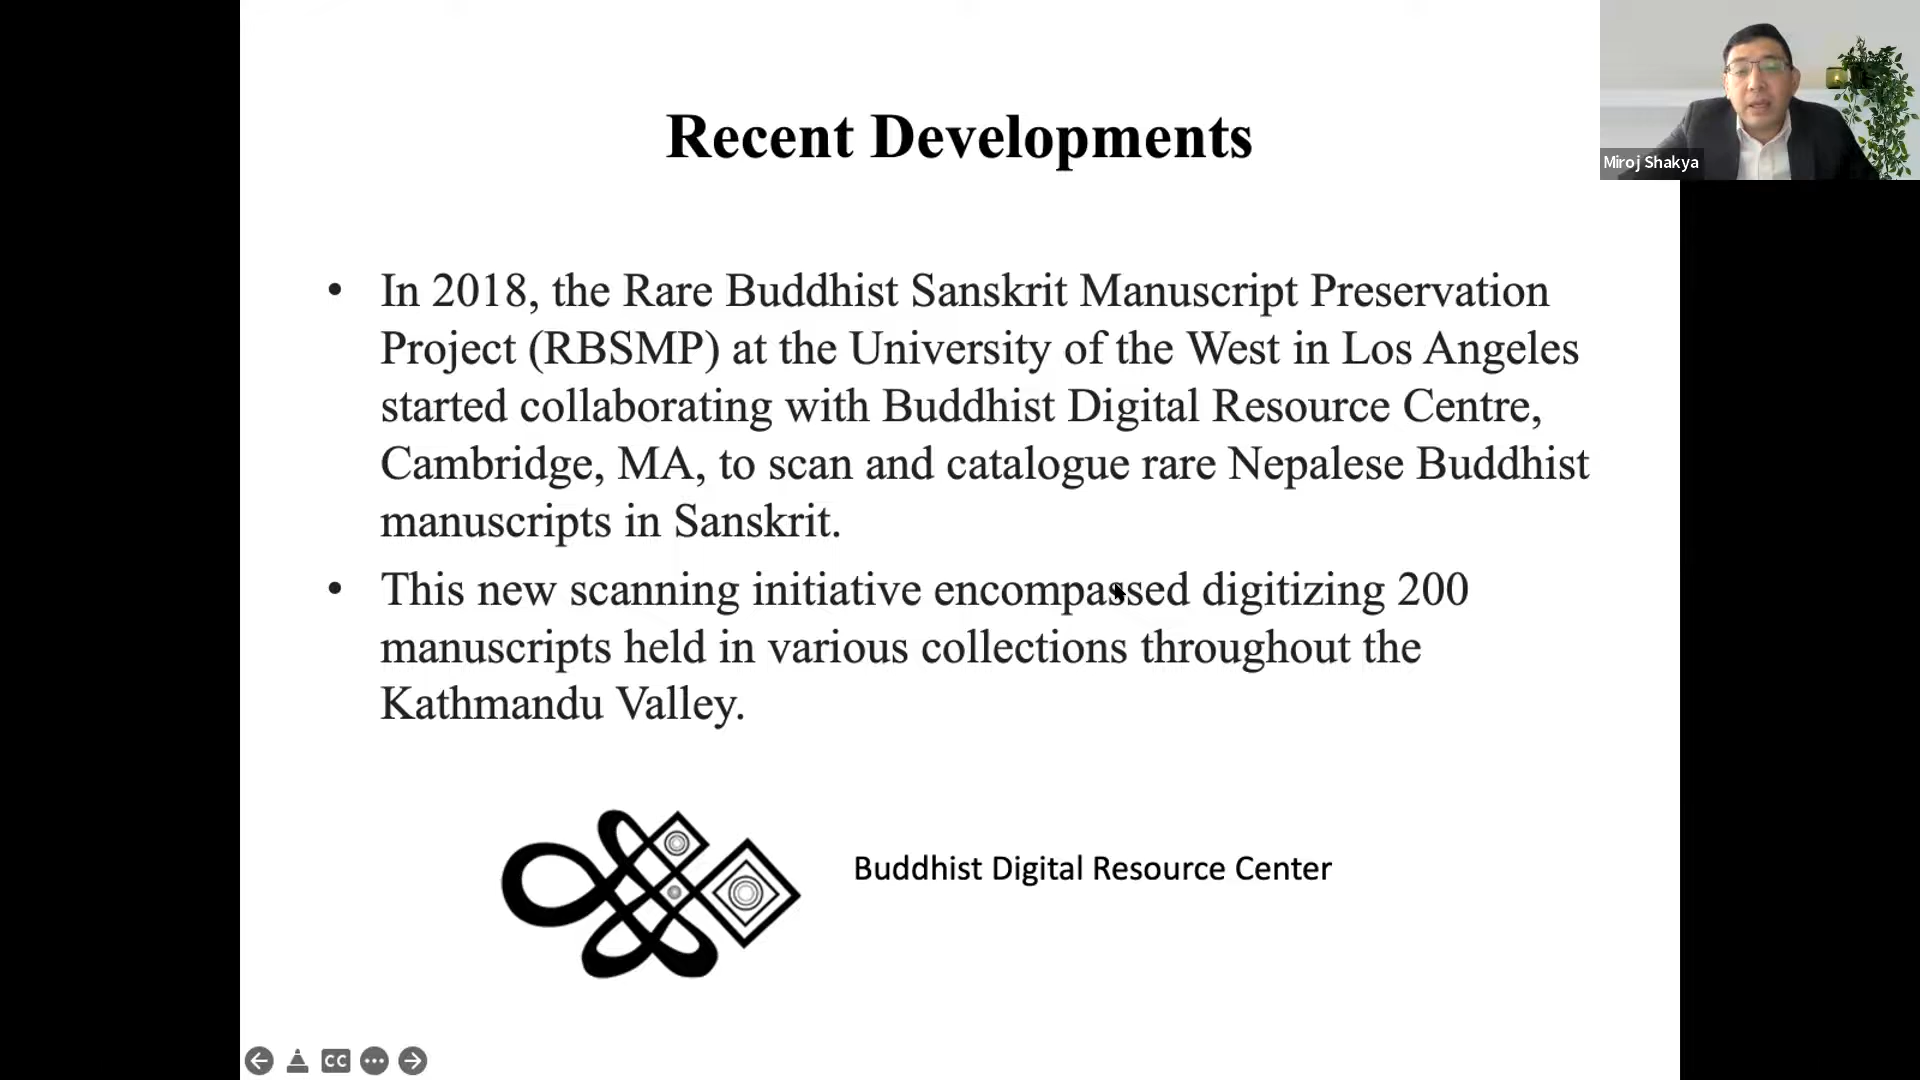 Recent Developments
Miroj Shakya
• In 2018, the Rare Buddhist Sanskrit Manuscript Preservation
Project (RBSMP) at the University of the West in Los Angeles
started collaborating with Buddhist Digital Resource Centre,
Cambridge, MA, to scan and catalogue rare Nepalese Buddhist
manuscripts in Sanskrit.
• This new scanning initiative encompassed digitizing 200
manuscripts held in various collections throughout the
Kathmandu Valley.
Buddhist Digital Resource Center
CC